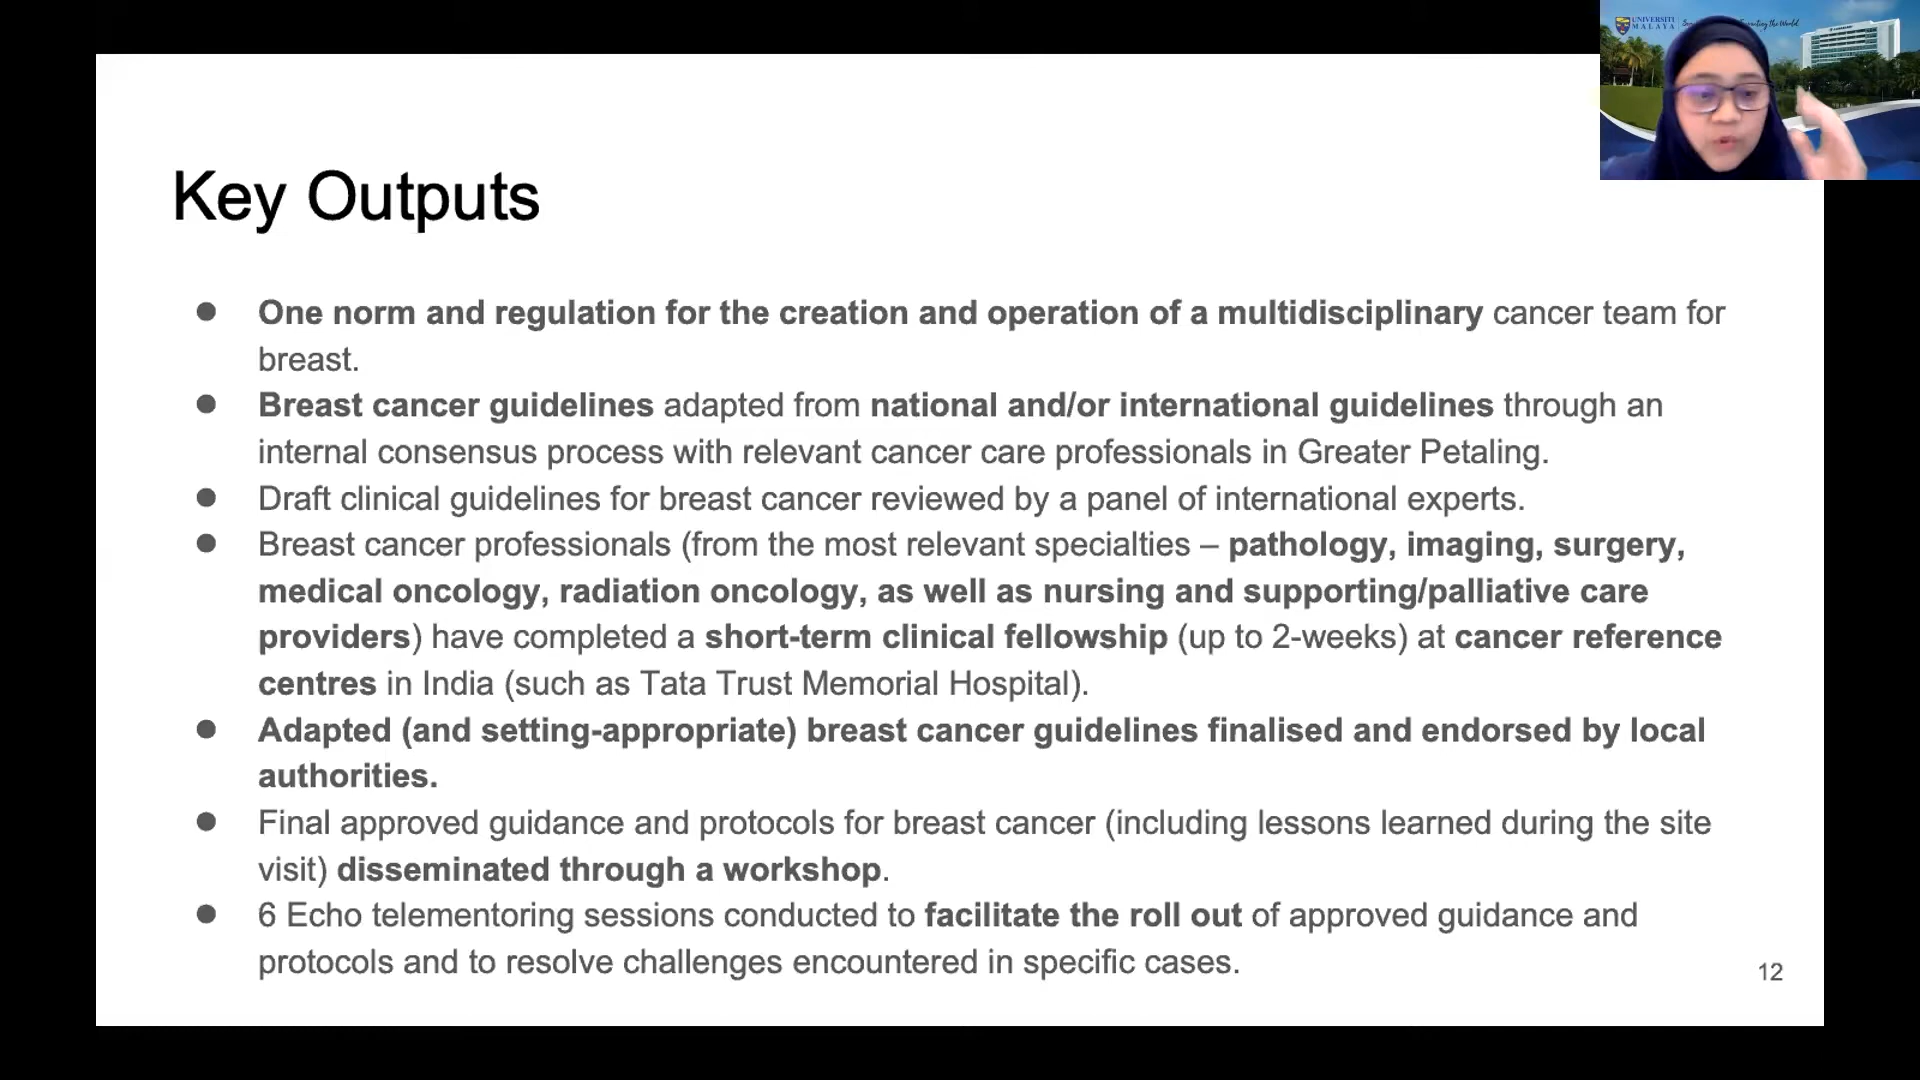 UNIVERSITI
MALAYA
the World
Key Outputs
● One norm and regulation for the creation and operation of a multidisciplinary cancer team for
breast.
● Breast cancer guidelines adapted from national and/or international guidelines through an
internal consensus process with relevant cancer care professionals in Greater Petaling.
● Draft clinical guidelines for breast cancer reviewed by a panel of international experts.
● Breast cancer professionals (from the most relevant specialties – pathology, imaging, surgery,
medical oncology, radiation oncology, as well as nursing and supporting/palliative care
providers) have completed a short-term clinical fellowship (up to 2-weeks) at cancer reference
centres in India (such as Tata Trust Memorial Hospital).
● Adapted (and setting-appropriate) breast cancer guidelines finalised and endorsed by local
authorities.
● Final approved guidance and protocols for breast cancer (including lessons learned during the site
visit) disseminated through a workshop.
● 6 Echo telementoring sessions conducted to facilitate the roll out of approved guidance and
protocols and to resolve challenges encountered in specific cases.
12